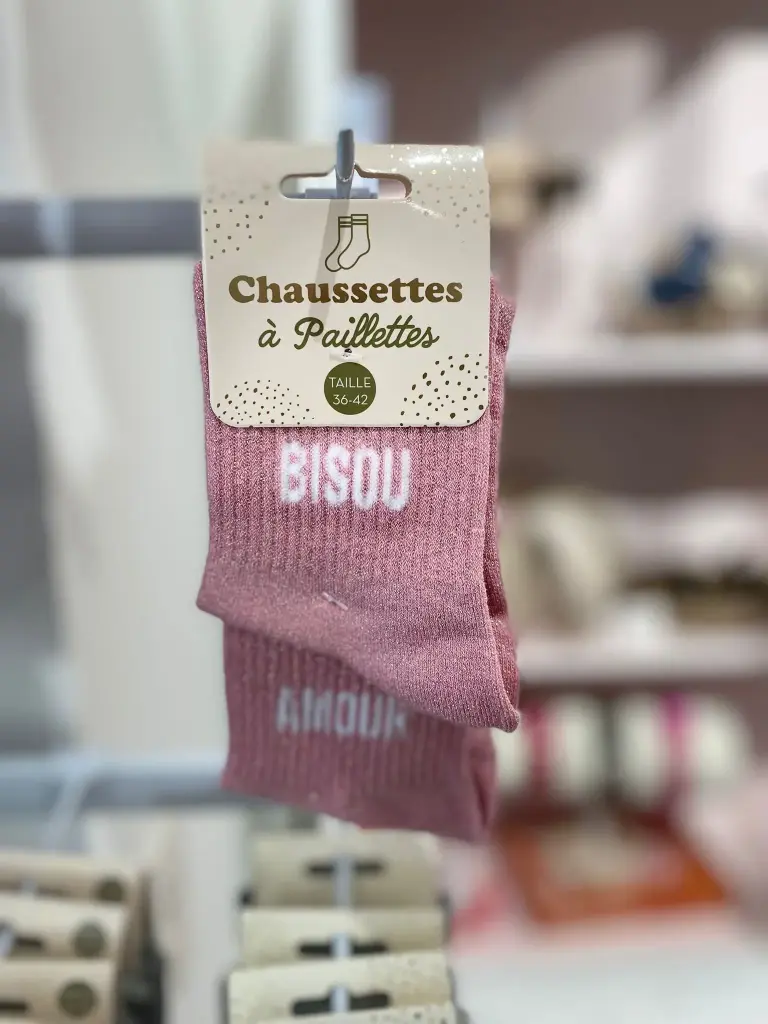 Chaussettes
à Paillettes
TAILLE
36-42
BISOU
AMOUR